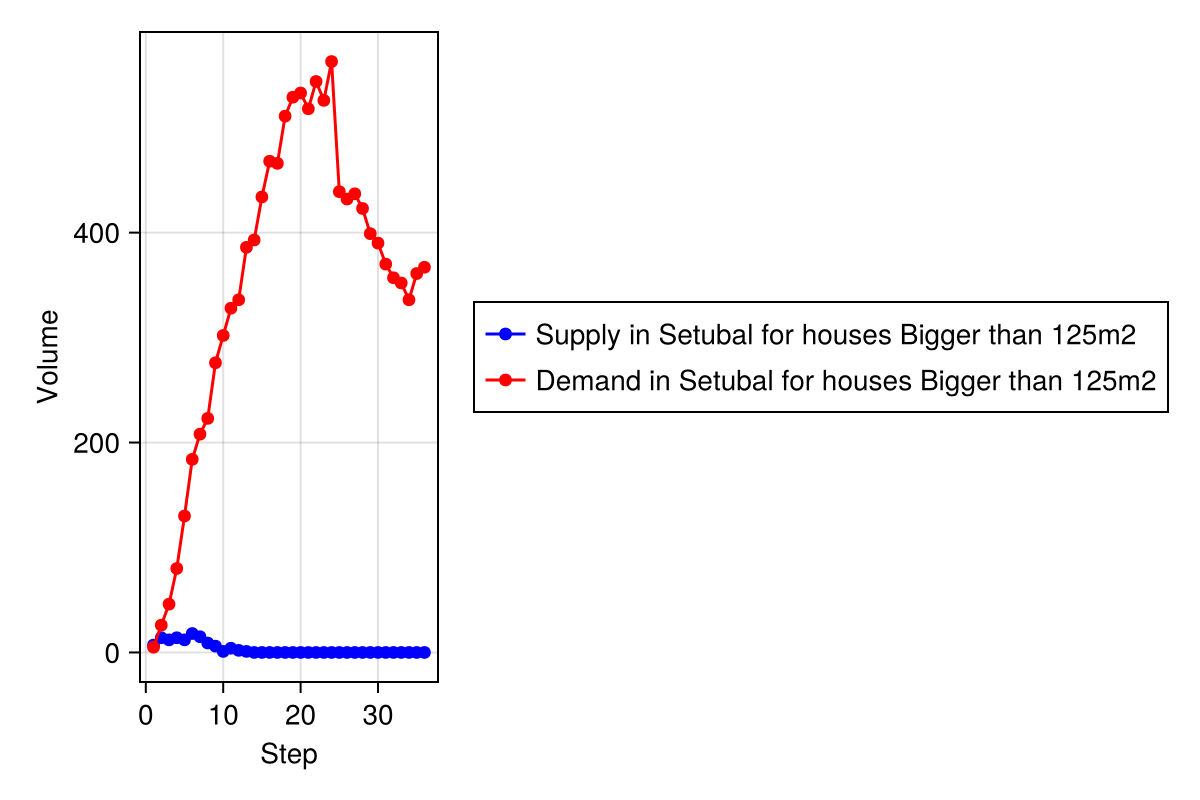 400
200
0
0 10 20 30
Volume
Step
Supply in Setubal for houses Bigger than 125m2
Demand in Setubal for houses Bigger than 125m2